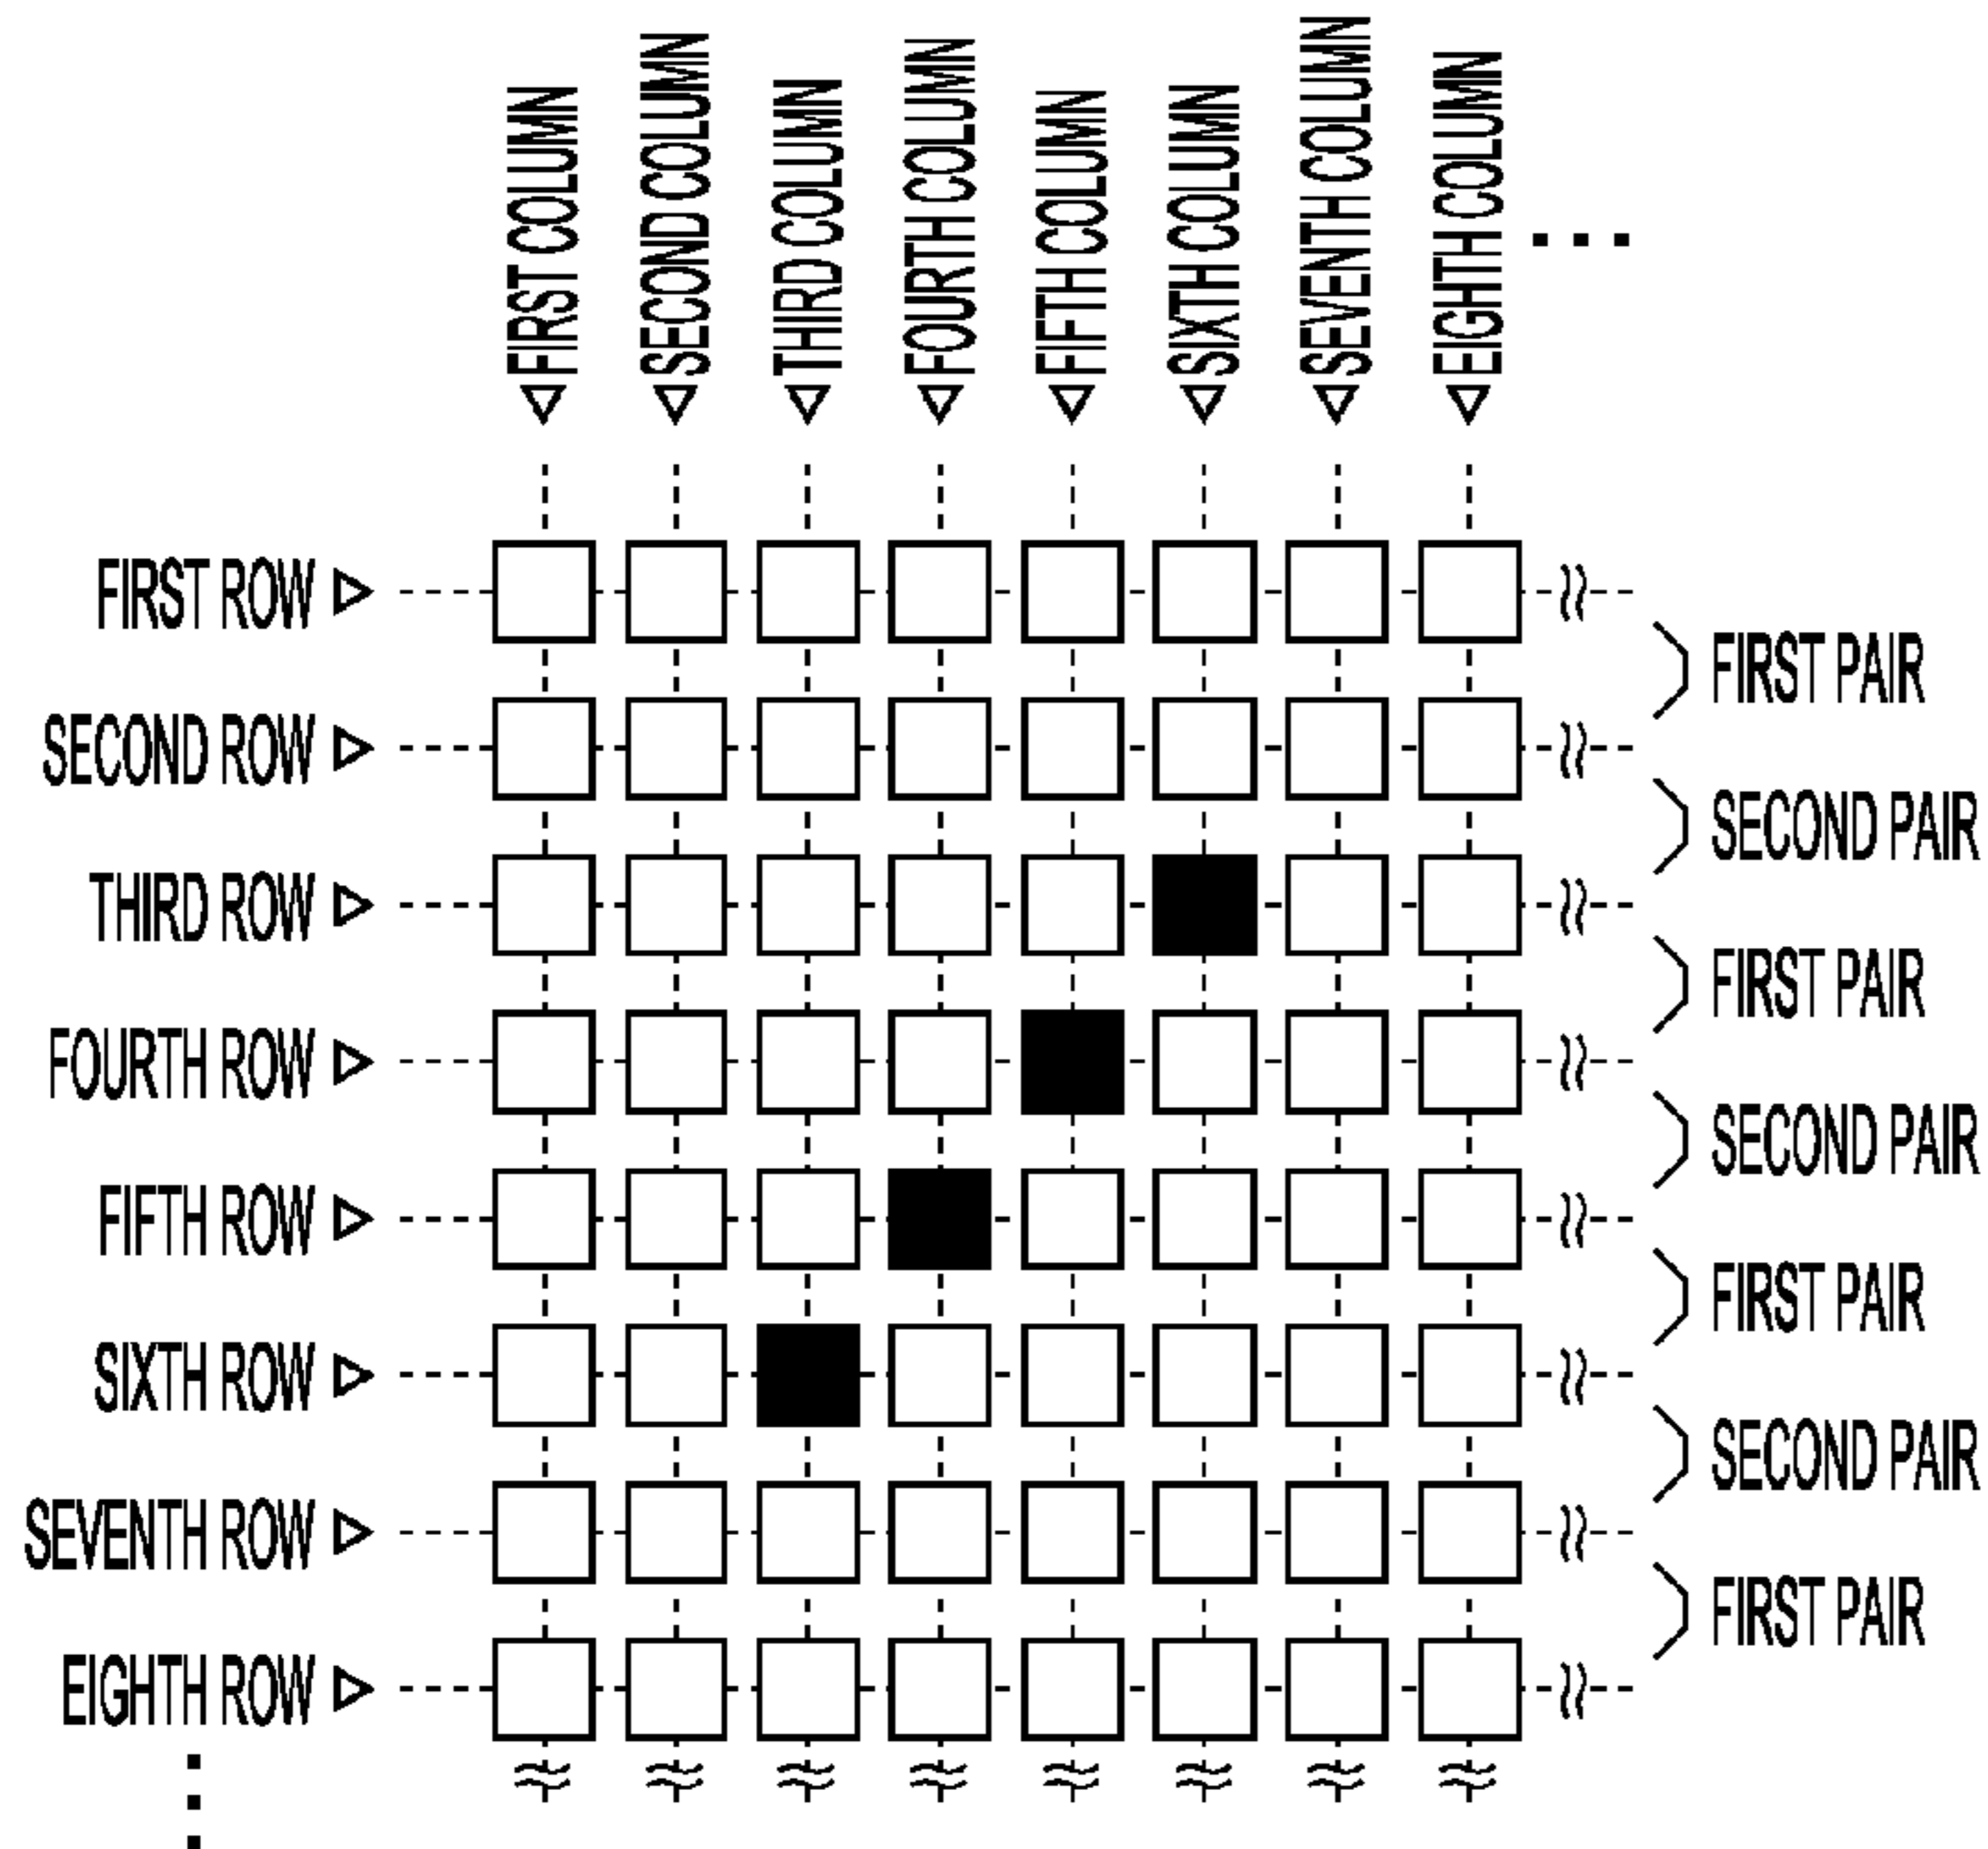 FIRST COLUMN
SECOND COLUMN
THIRD COLUMN
FOURTH COLUMN
FIFTH COLUMN
SIXTH COLUMN
SEVENTH COLUMN
EIGHTH COLUMN
FIRST ROW
FIRST PAIR
SECOND ROW
SECOND PAIR
THIRD ROW
FIRST PAIR
FOURTH ROW
SECOND PAIR
FIFTH ROW
FIRST PAIR
SIXTH ROW
SECOND PAIR
SEVENTH ROW
FIRST PAIR
EIGHTH ROW